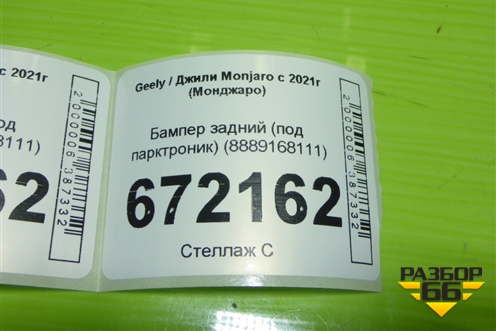 с 2021г
Geely / Джили Monjaro с 2021г
(Монджаро)
Бампер задний (под
парктроник) (8889168111)
672162
Стеллаж С
2000006387332
од
8111)
62
2000006387332
РАЗБОР
66